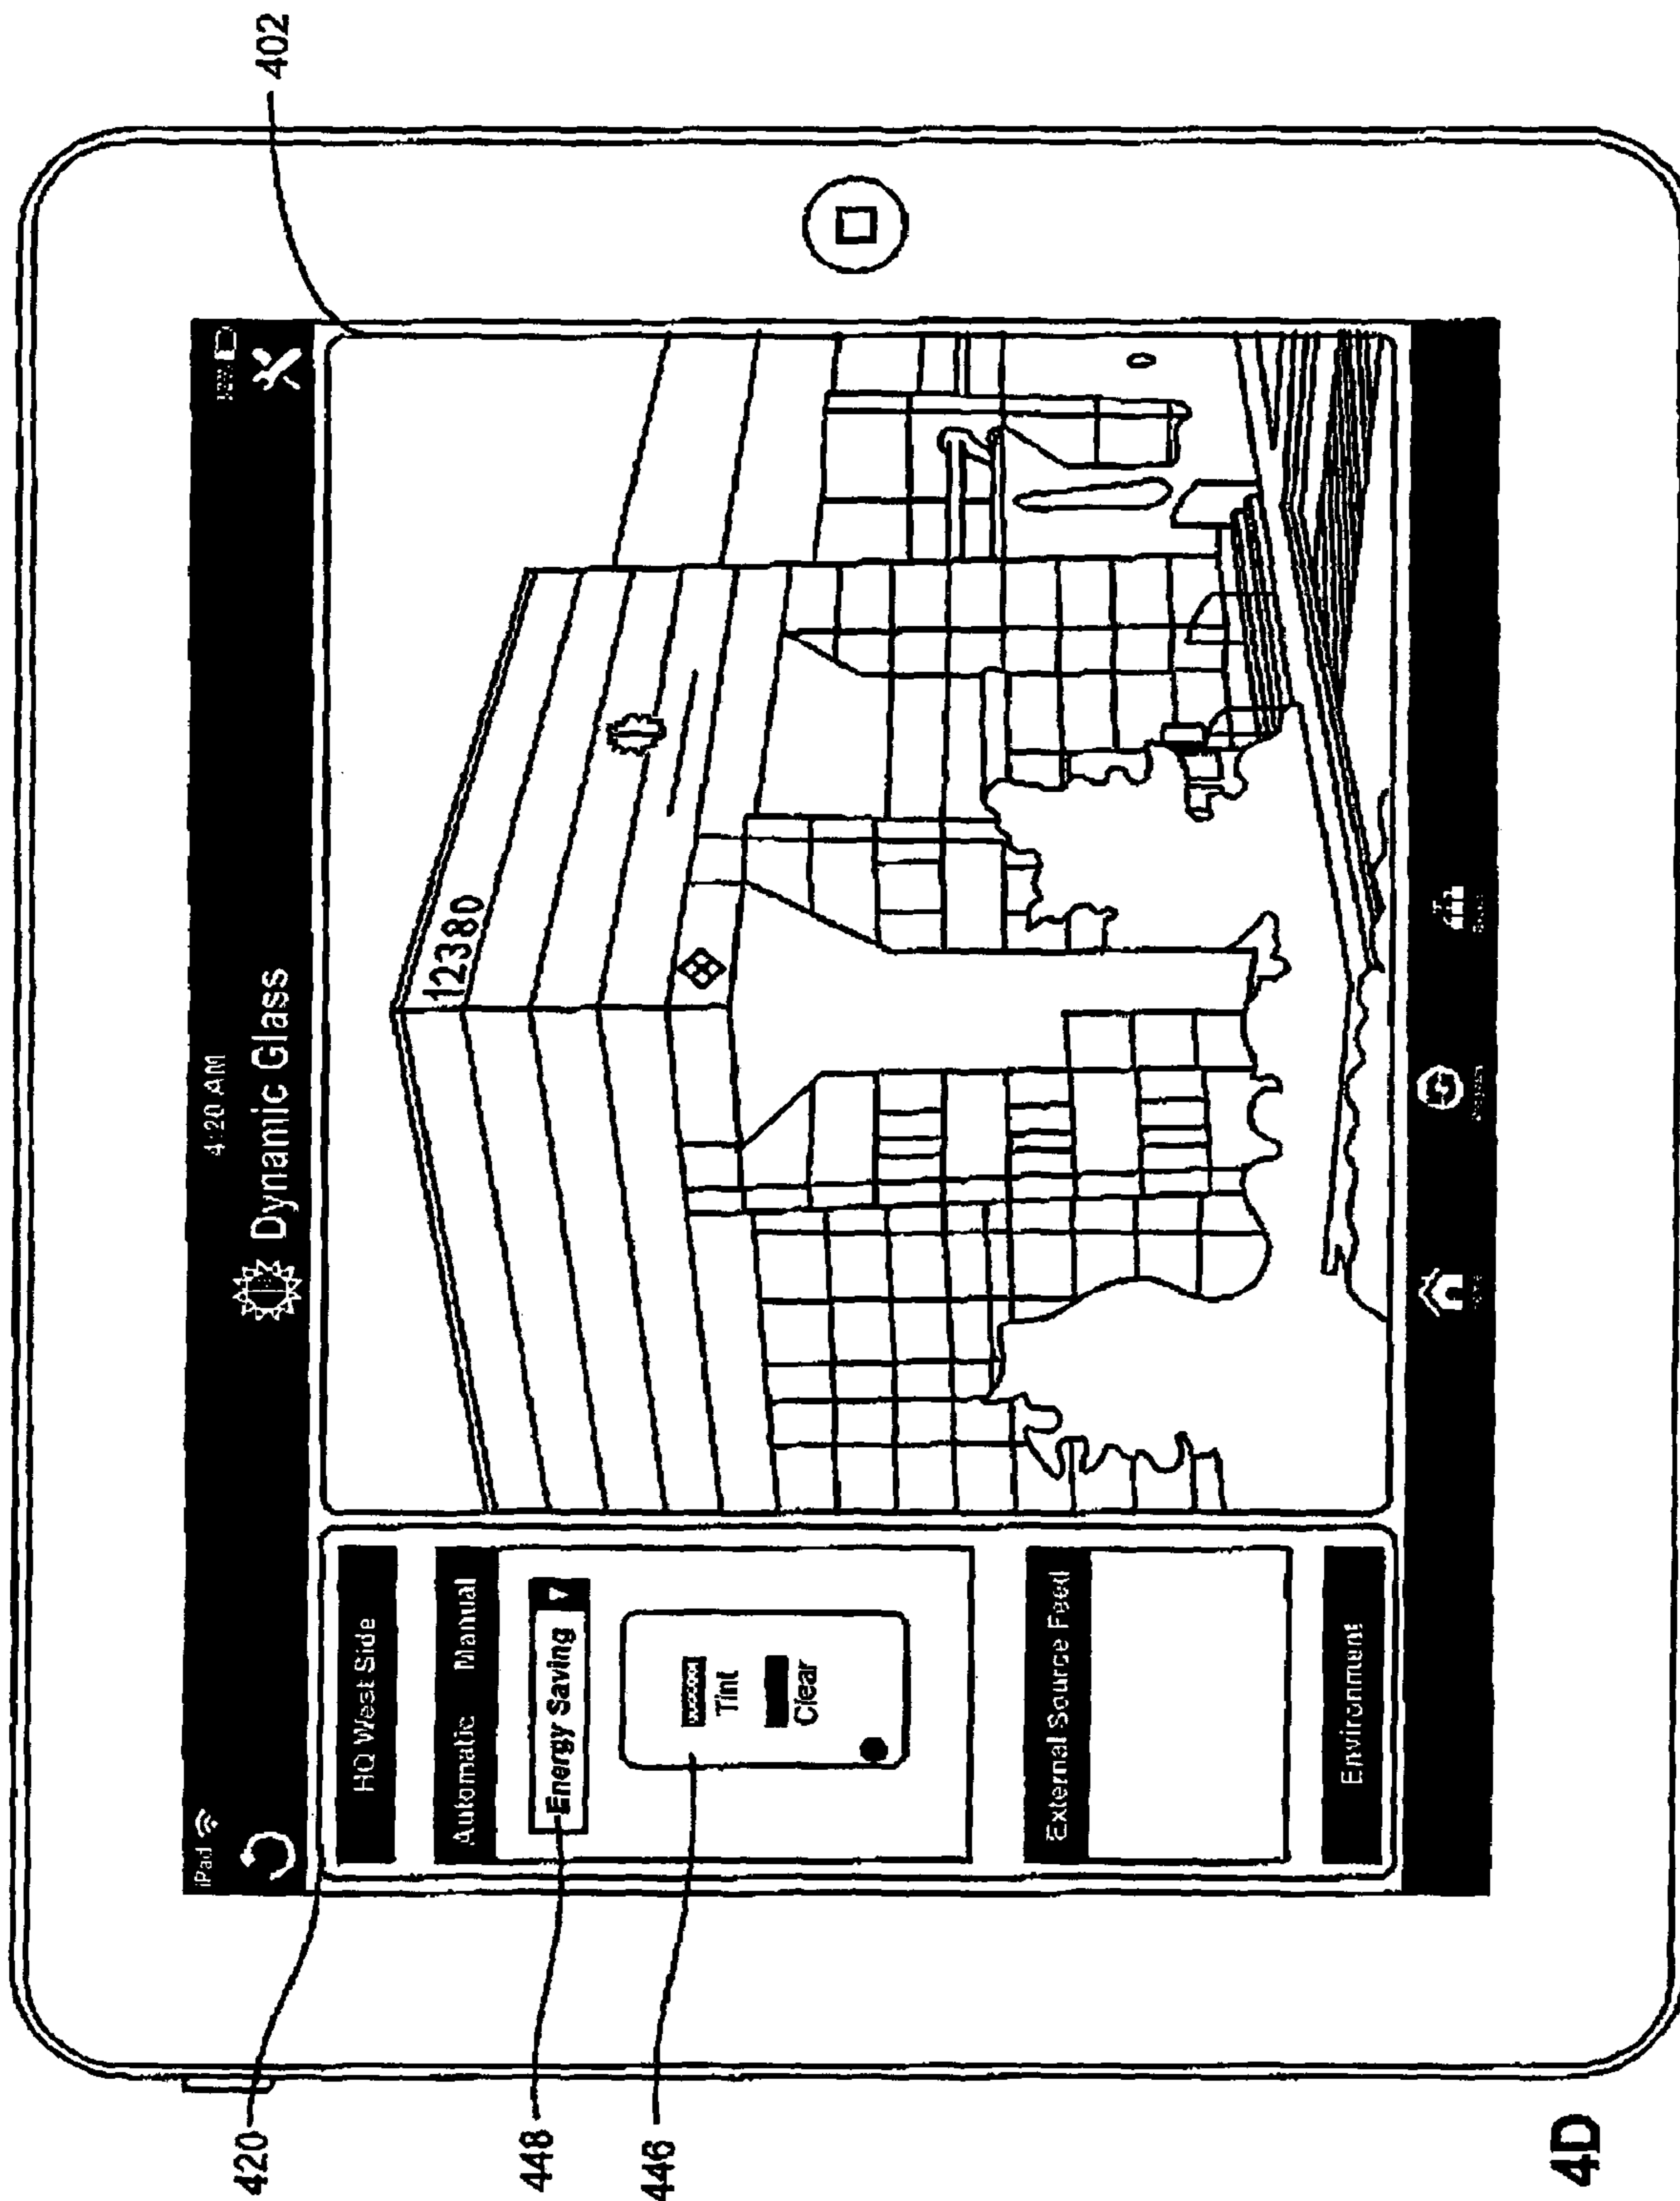 402
iPad
4:20 AM
Dynamic Glass
420
HQ West Side
Automatic Manual
448
Energy Saving
446
Tint
Clear
External Source Feed
Environment
12380
4D